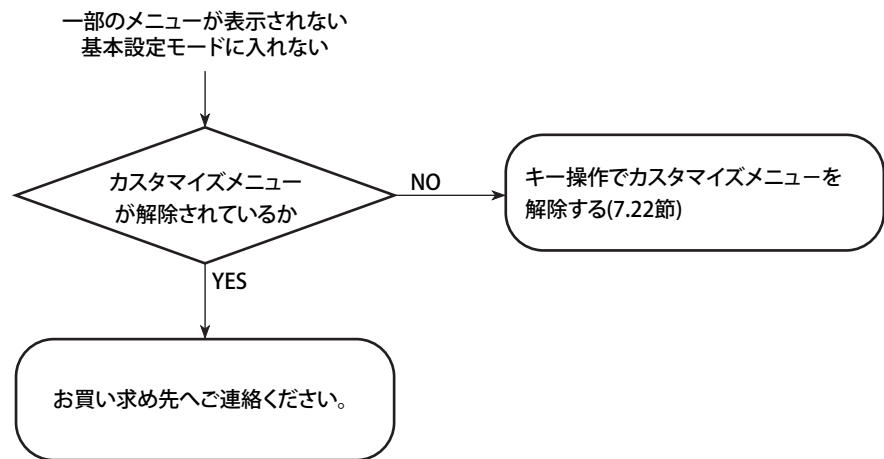 一部のメニューが表示されない
基本設定モードに入れない
カスタマイズメニュー
が解除されているか
NO
キー操作でカスタマイズメニューを
解除する(7.22節)
YES
お買い求め先へご連絡ください。